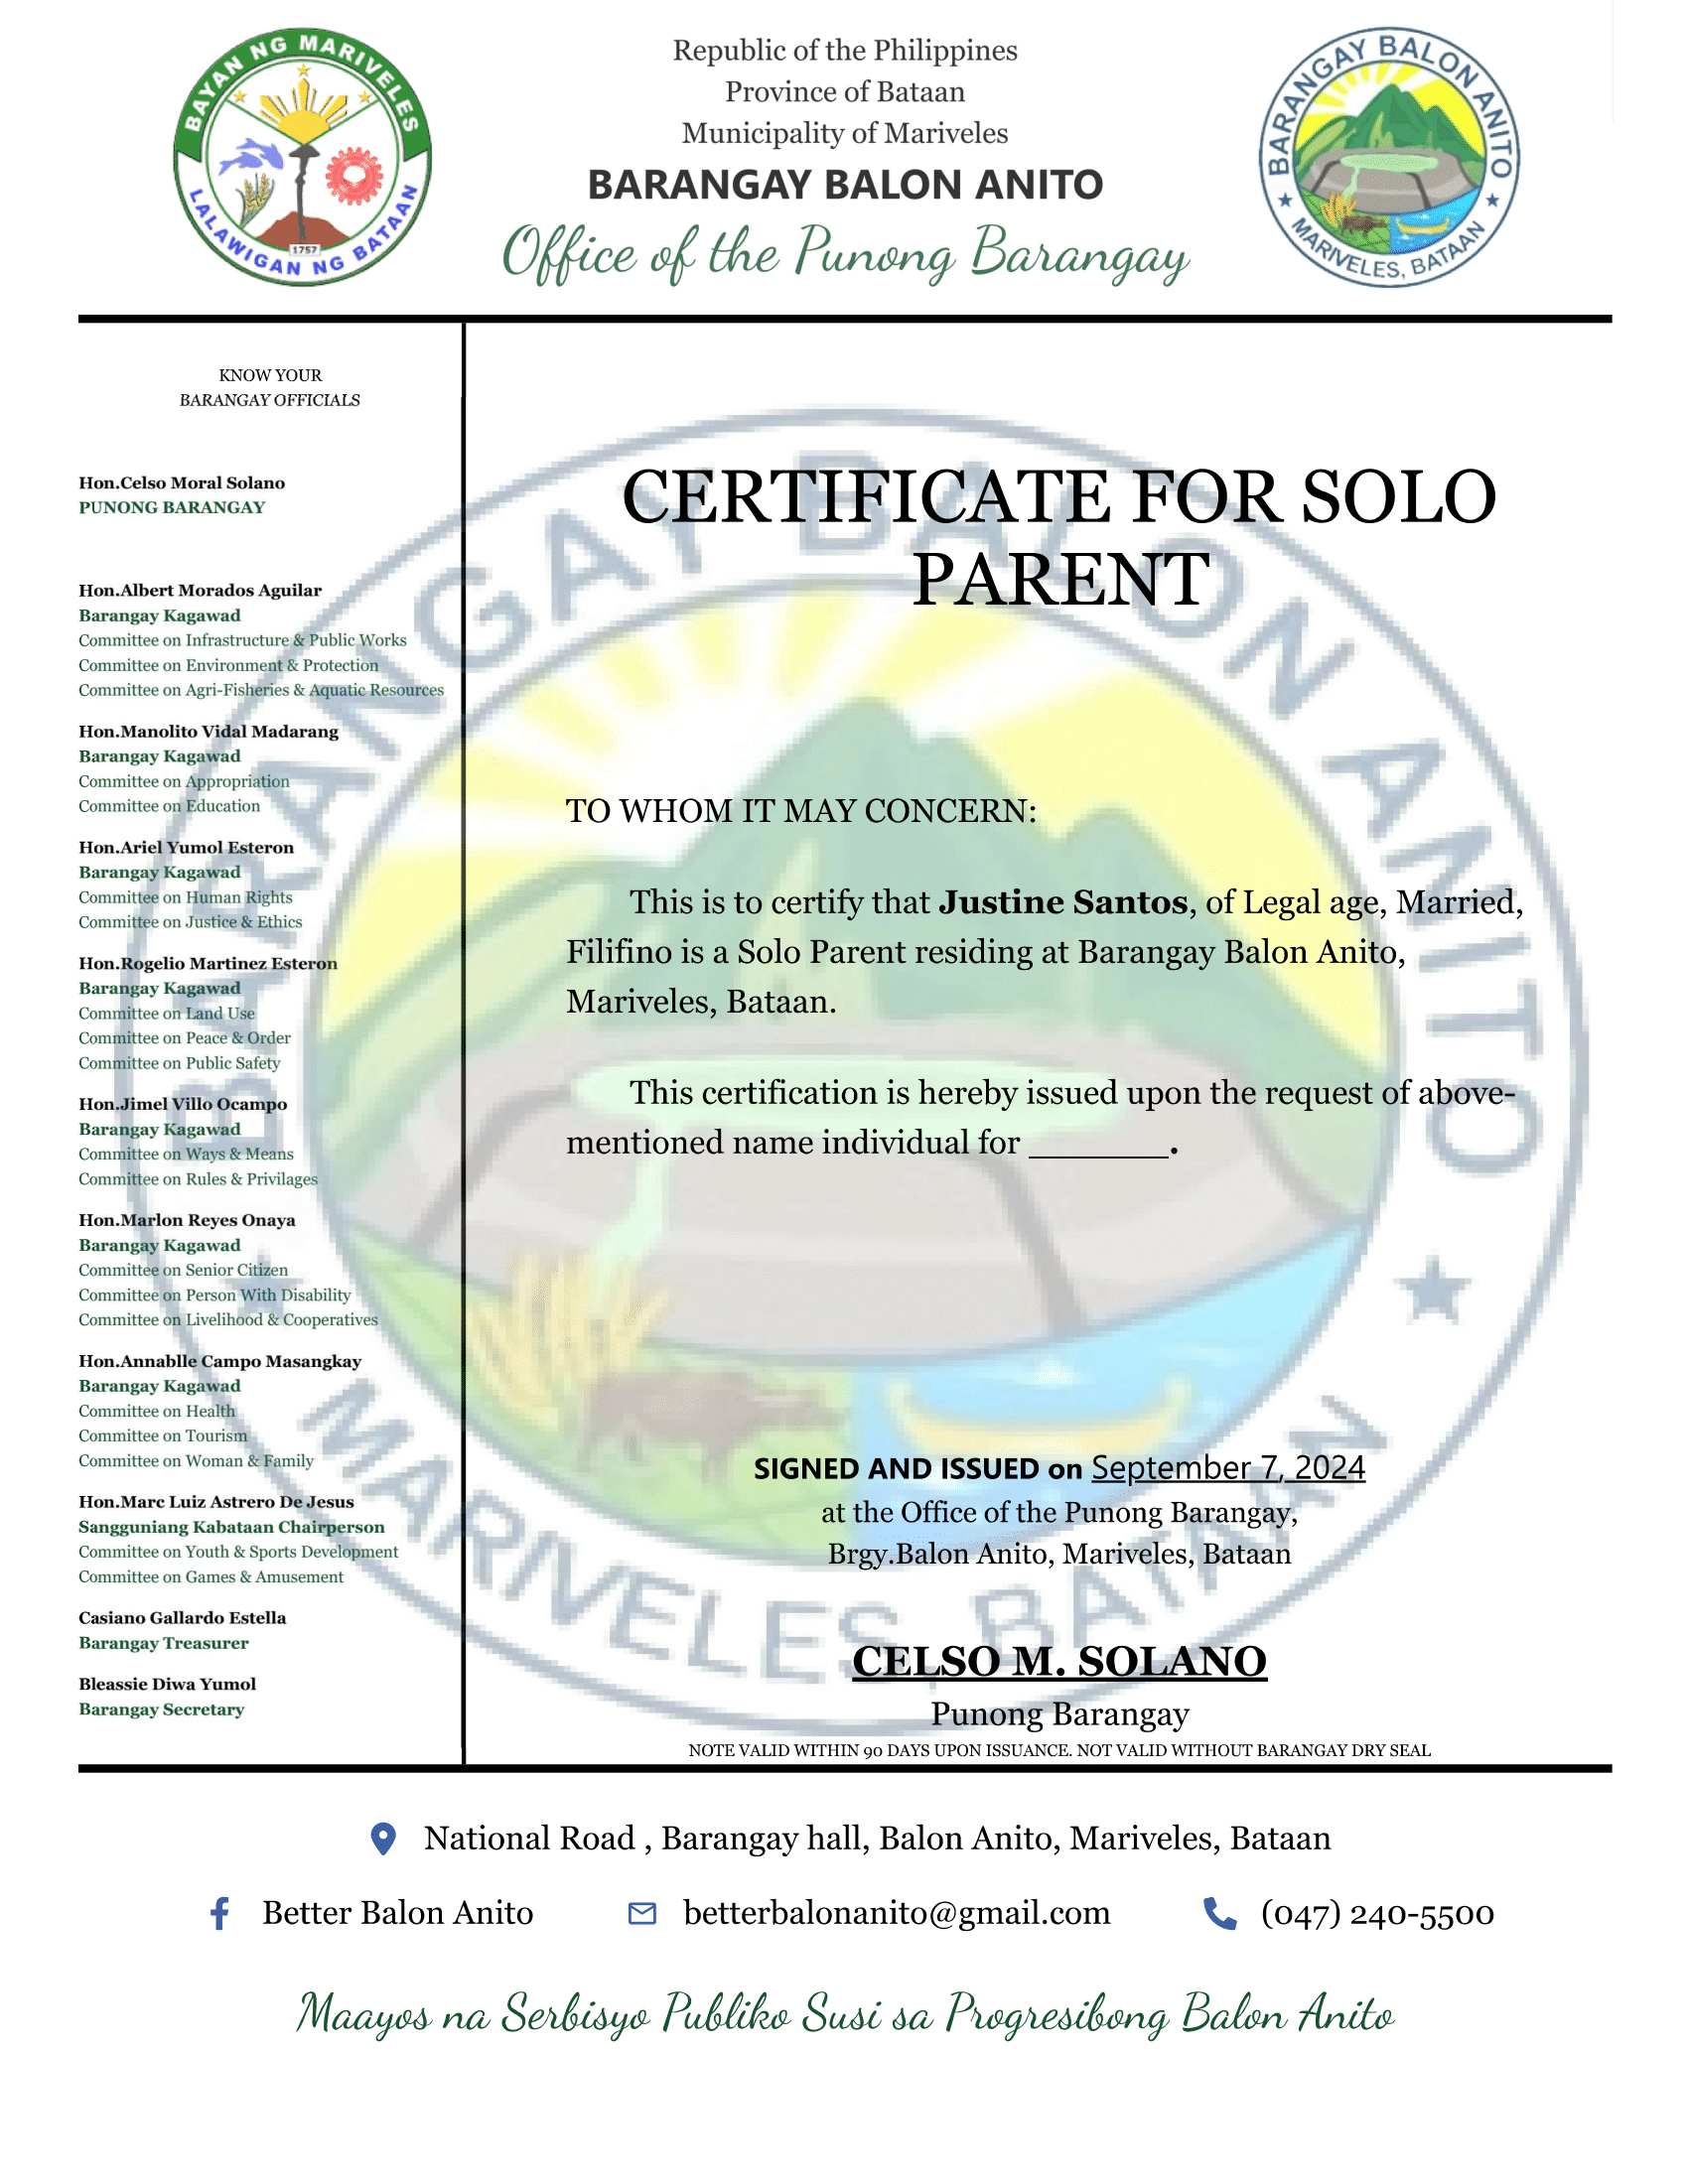 BAYAN NG MARIVELES
1757
LALAWIGAN NG BATAAN
Republic of the Philippines
Province of Bataan
Municipality of Mariveles
BARANGAY BALON ANITO
Office of the Punong Barangay
BARANGAY BALON ANITO
MARIVELES, BATAAN
KNOW YOUR
BARANGAY OFFICIALS
Hon.Celso Moral Solano
PUNONG BARANGAY
Hon.Albert Morados Aguilar
Barangay Kagawad
Committee on Infrastructure & Public Works
Committee on Environment & Protection
Committee on Agri-Fisheries & Aquatic Resources
Hon.Manolito Vidal Madarang
Barangay Kagawad
Committee on Appropriation
Committee on Education
Hon.Ariel Yumol Esteron
Barangay Kagawad
Committee on Human Rights
Committee on Justice & Ethics
Hon.Rogelio Martinez Esteron
Barangay Kagawad
Committee on Land Use
Committee on Peace & Order
Committee on Public Safety
Hon.Jimel Villo Ocampo
Barangay Kagawad
Committee on Ways & Means
Committee on Rules & Privilages
Hon.Marlon Reyes Onaya
Barangay Kagawad
Committee on Senior Citizen
Committee on Person With Disability
Committee on Livelihood & Cooperatives
Hon.Annablle Campo Masangkay
Barangay Kagawad
Committee on Health
Committee on Tourism
Committee on Woman & Family
Hon.Marc Luiz Astrero De Jesus
Sangguniang Kabataan Chairperson
Committee on Youth & Sports Development
Committee on Games & Amusement
Casiano Gallardo Estella
Barangay Treasurer
Bleassie Diwa Yumol
Barangay Secretary
BARANGAY BALON ANITO
MARIVELES, BATAAN
CERTIFICATE FOR SOLO
PARENT
TO WHOM IT MAY CONCERN:
This is to certify that Justine Santos, of Legal age, Married,
Filifino is a Solo Parent residing at Barangay Balon Anito,
Mariveles, Bataan.
This certification is hereby issued upon the request of above-
mentioned name individual for ________.
SIGNED AND ISSUED on September 7, 2024
at the Office of the Punong Barangay,
Brgy.Balon Anito, Mariveles, Bataan
CELSO M. SOLANO
Punong Barangay
NOTE VALID WITHIN 90 DAYS UPON ISSUANCE. NOT VALID WITHOUT BARANGAY DRY SEAL
National Road , Barangay hall, Balon Anito, Mariveles, Bataan
Better Balon Anito
betterbalonanito@gmail.com
(047) 240-5500
Maayos na Serbisyo Publiko Susi sa Progresibong Balon Anito